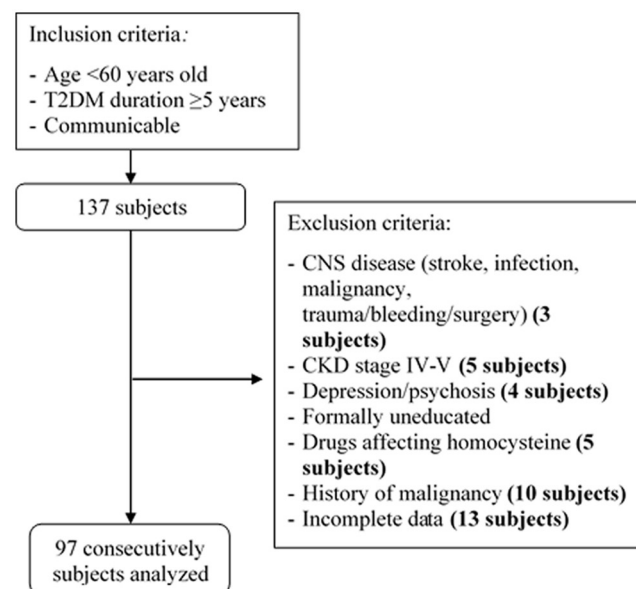 Inclusion criteria:
- Age <60 years old
- T2DM duration ≥5 years
- Communicable
137 subjects
Exclusion criteria:
- CNS disease (stroke, infection,
malignancy,
trauma/bleeding/surgery) (3
subjects)
- CKD stage IV-V (5 subjects)
- Depression/psychosis (4 subjects)
- Formally uneducated
- Drugs affecting homocysteine (5
subjects)
- History of malignancy (10 subjects)
- Incomplete data (13 subjects)
97 consecutively
subjects analyzed